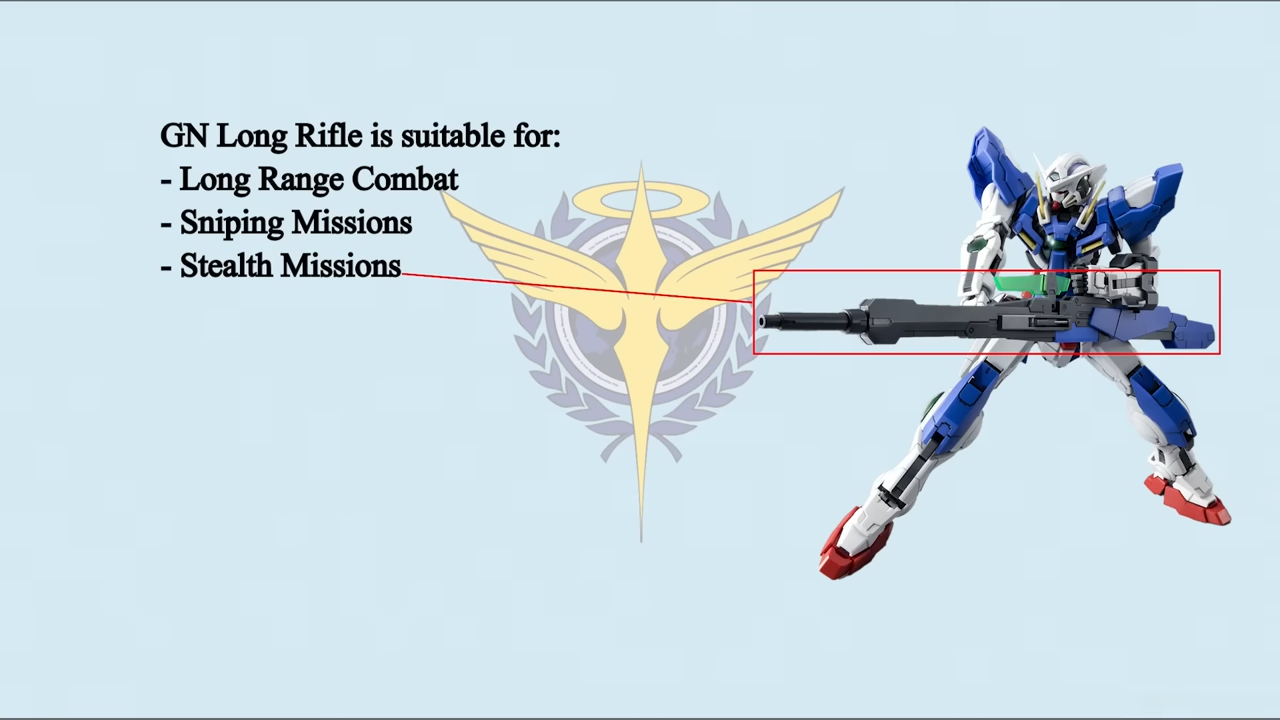 GN Long Rifle is suitable for:
- Long Range Combat
- Sniping Missions
- Stealth Missions